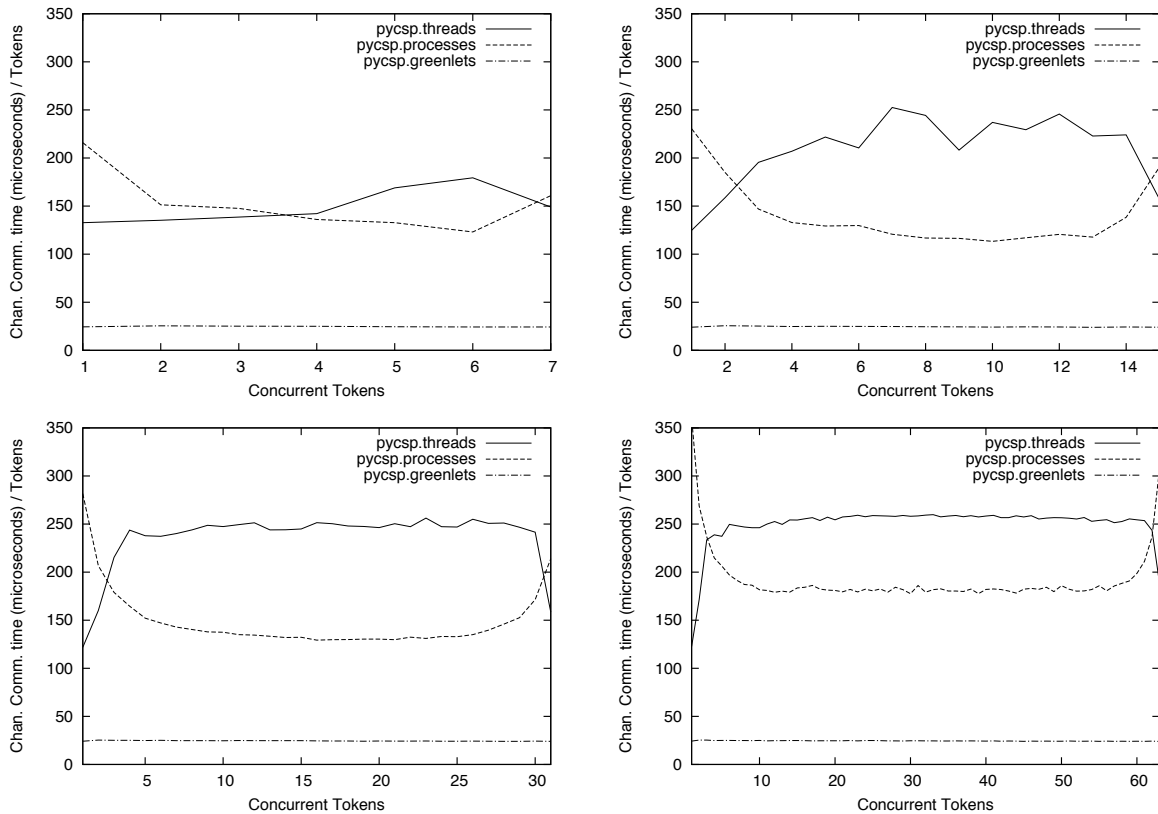 350
300
250
200
150
100
50
0
Chan. Comm. time (microseconds) / Tokens
pycsp.threads
pycsp.processes
pycsp.greenlets
1 2 3 4 5 6 7
Concurrent Tokens
350
300
250
200
150
100
50
0
Chan. Comm. time (microseconds) / Tokens
pycsp.threads
pycsp.processes
pycsp.greenlets
2 4 6 8 10 12 14
Concurrent Tokens
350
300
250
200
150
100
50
0
Chan. Comm. time (microseconds) / Tokens
pycsp.threads
pycsp.processes
pycsp.greenlets
5 10 15 20 25 30
Concurrent Tokens
350
300
250
200
150
100
50
0
Chan. Comm. time (microseconds) / Tokens
pycsp.threads
pycsp.processes
pycsp.greenlets
10 20 30 40 50 60
Concurrent Tokens